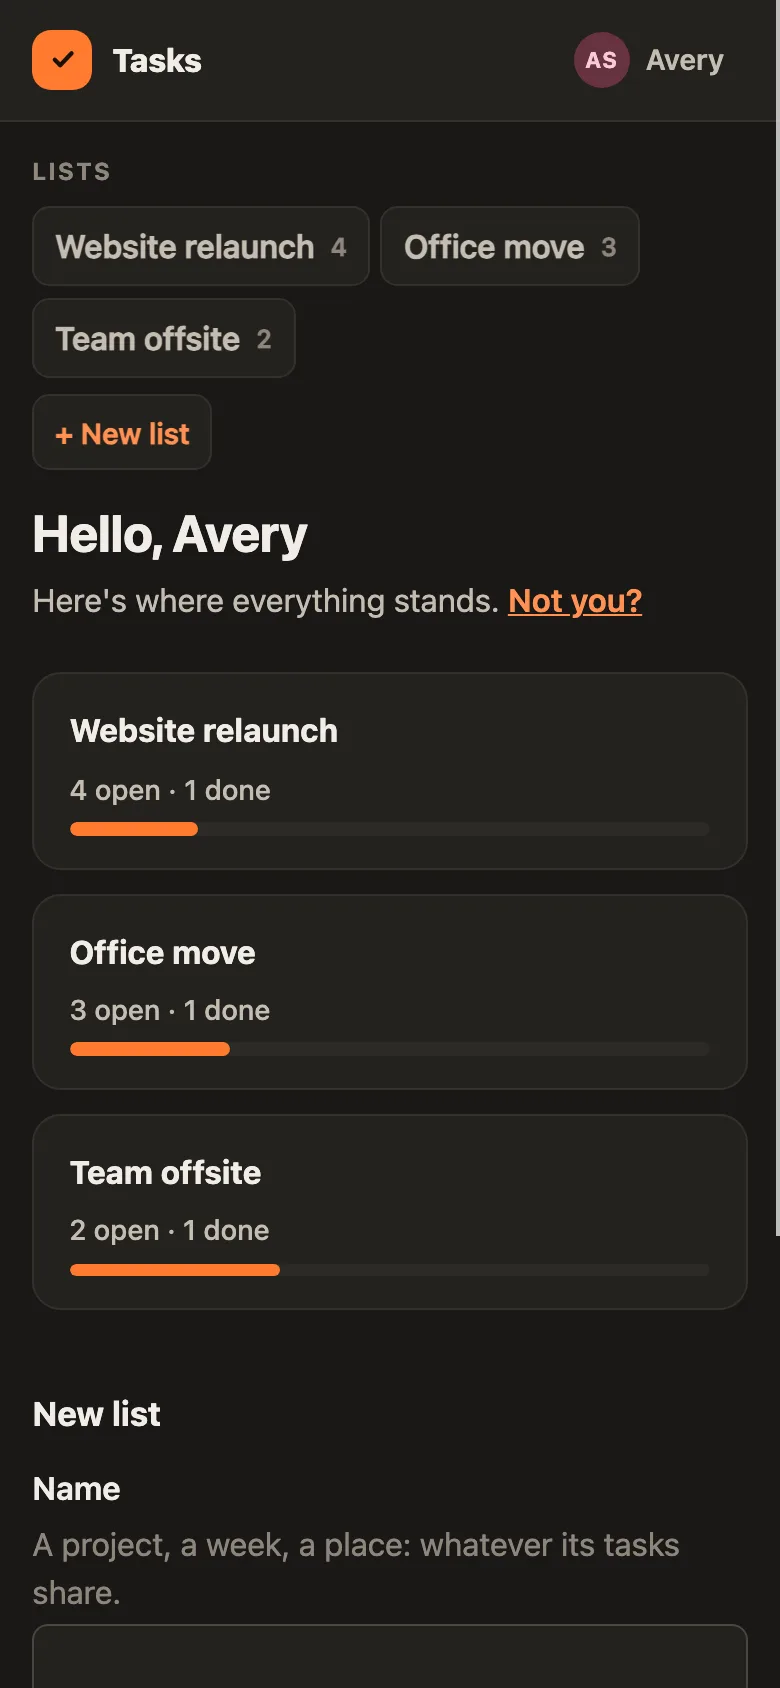 Tasks
AS Avery
LISTS
Website relaunch 4
Office move 3
Team offsite 2
+ New list
Hello, Avery
Here's where everything stands. Not you?
Website relaunch
4 open · 1 done
Office move
3 open · 1 done
Team offsite
2 open · 1 done
New list
Name
A project, a week, a place: whatever its tasks
share.